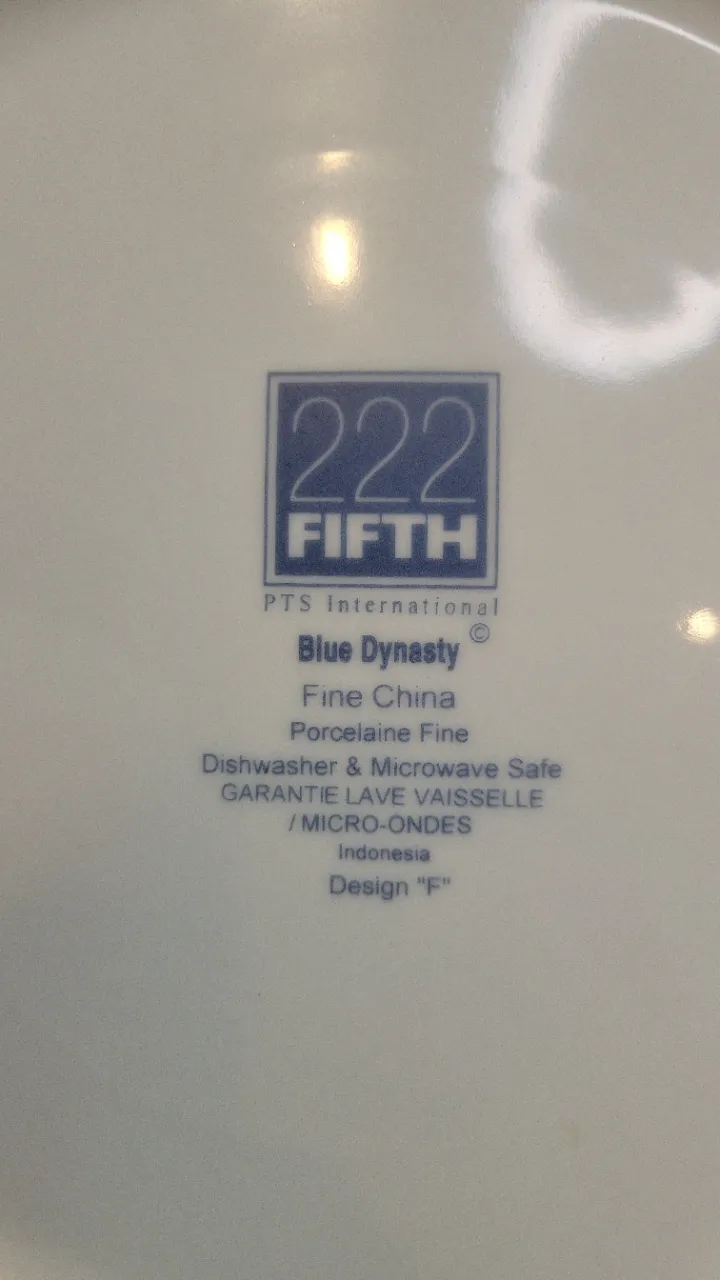 222
FIFTH
PTS International
©
Blue Dynasty
Fine China
Porcelaine Fine
Dishwasher & Microwave Safe
GARANTIE LAVE VAISSELLE
/ MICRO-ONDES
Indonesia
Design "F"